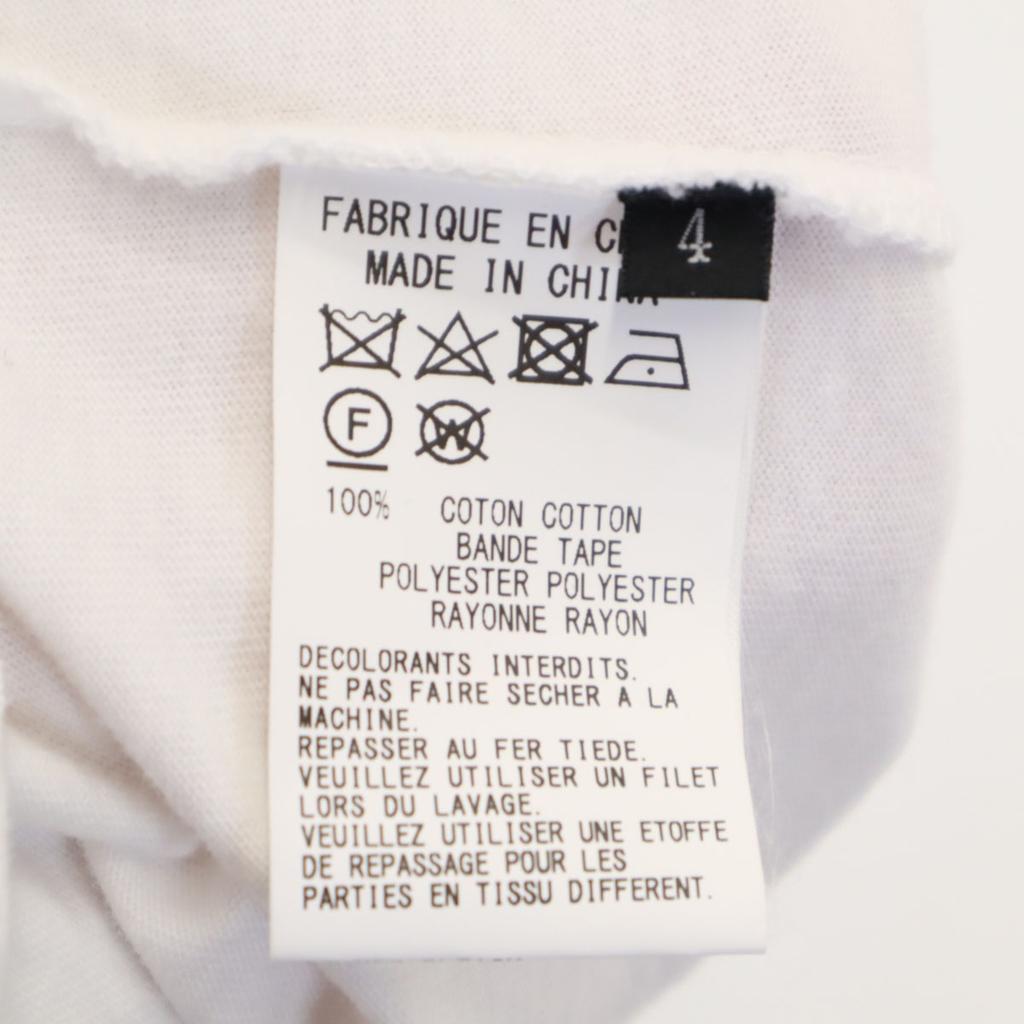 FABRIQUE EN
4
MADE IN CHINA
F
W
100% COTON COTTON
BANDE TAPE
POLYESTER POLYESTER
RAYONNE RAYON
DECOLORANTS INTERDITS.
NE PAS FAIRE SECHER A LA
MACHINE.
REPASSER AU FER TIEDE.
VEUILLEZ UTILISER UN FILET
LORS DU LAVAGE.
VEUILLEZ UTILISER UNE ETOFFE
DE REPASSAGE POUR LES
PARTIES EN TISSU DIFFERENT.